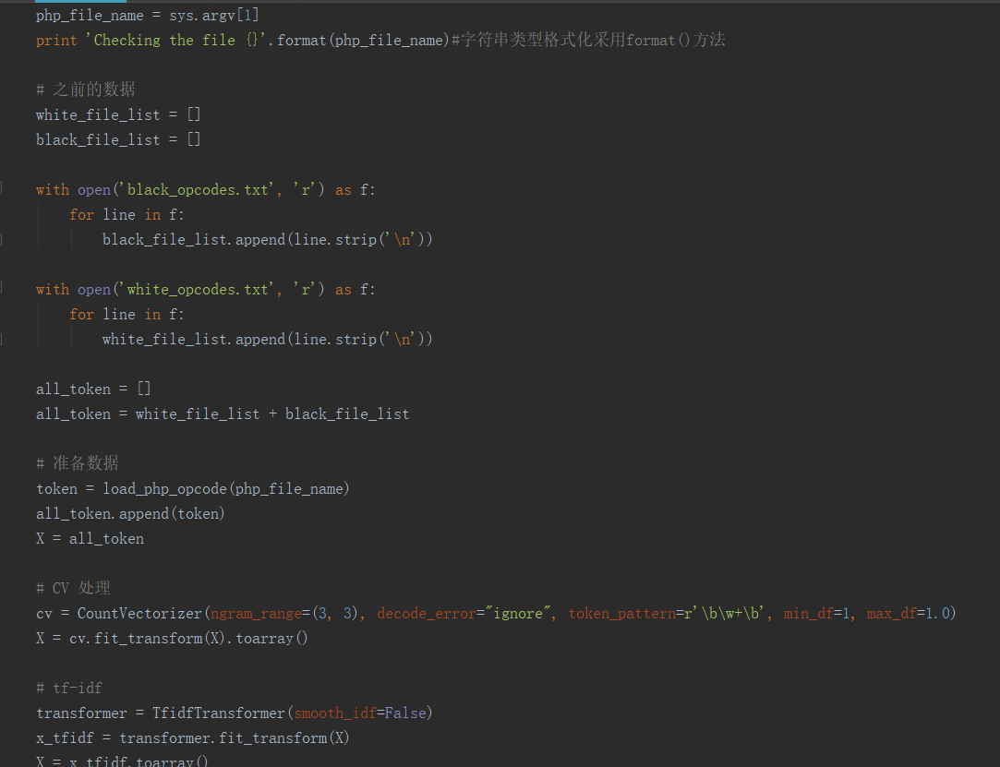 php_file_name = sys.argv[1]
print 'Checking the file {}'.format(php_file_name)#字符串类型格式化采用format()方法
# 之前的数据
white_file_list = []
black_file_list = []
with open('black_opcodes.txt', 'r') as f:
for line in f:
black_file_list.append(line.strip('\n'))
with open('white_opcodes.txt', 'r') as f:
for line in f:
white_file_list.append(line.strip('\n'))
all_token = []
all_token = white_file_list + black_file_list
# 准备数据
token = load_php_opcode(php_file_name)
all_token.append(token)
X = all_token
# CV 处理
cv = CountVectorizer(ngram_range=(3, 3), decode_error="ignore", token_pattern=r'\b\w+\b', min_df=1, max_df=1.0)
X = cv.fit_transform(X).toarray()
# tf-idf
transformer = TfidfTransformer(smooth_idf=False)
x_tfidf = transformer.fit_transform(X)
X = x_tfidf.toarray()